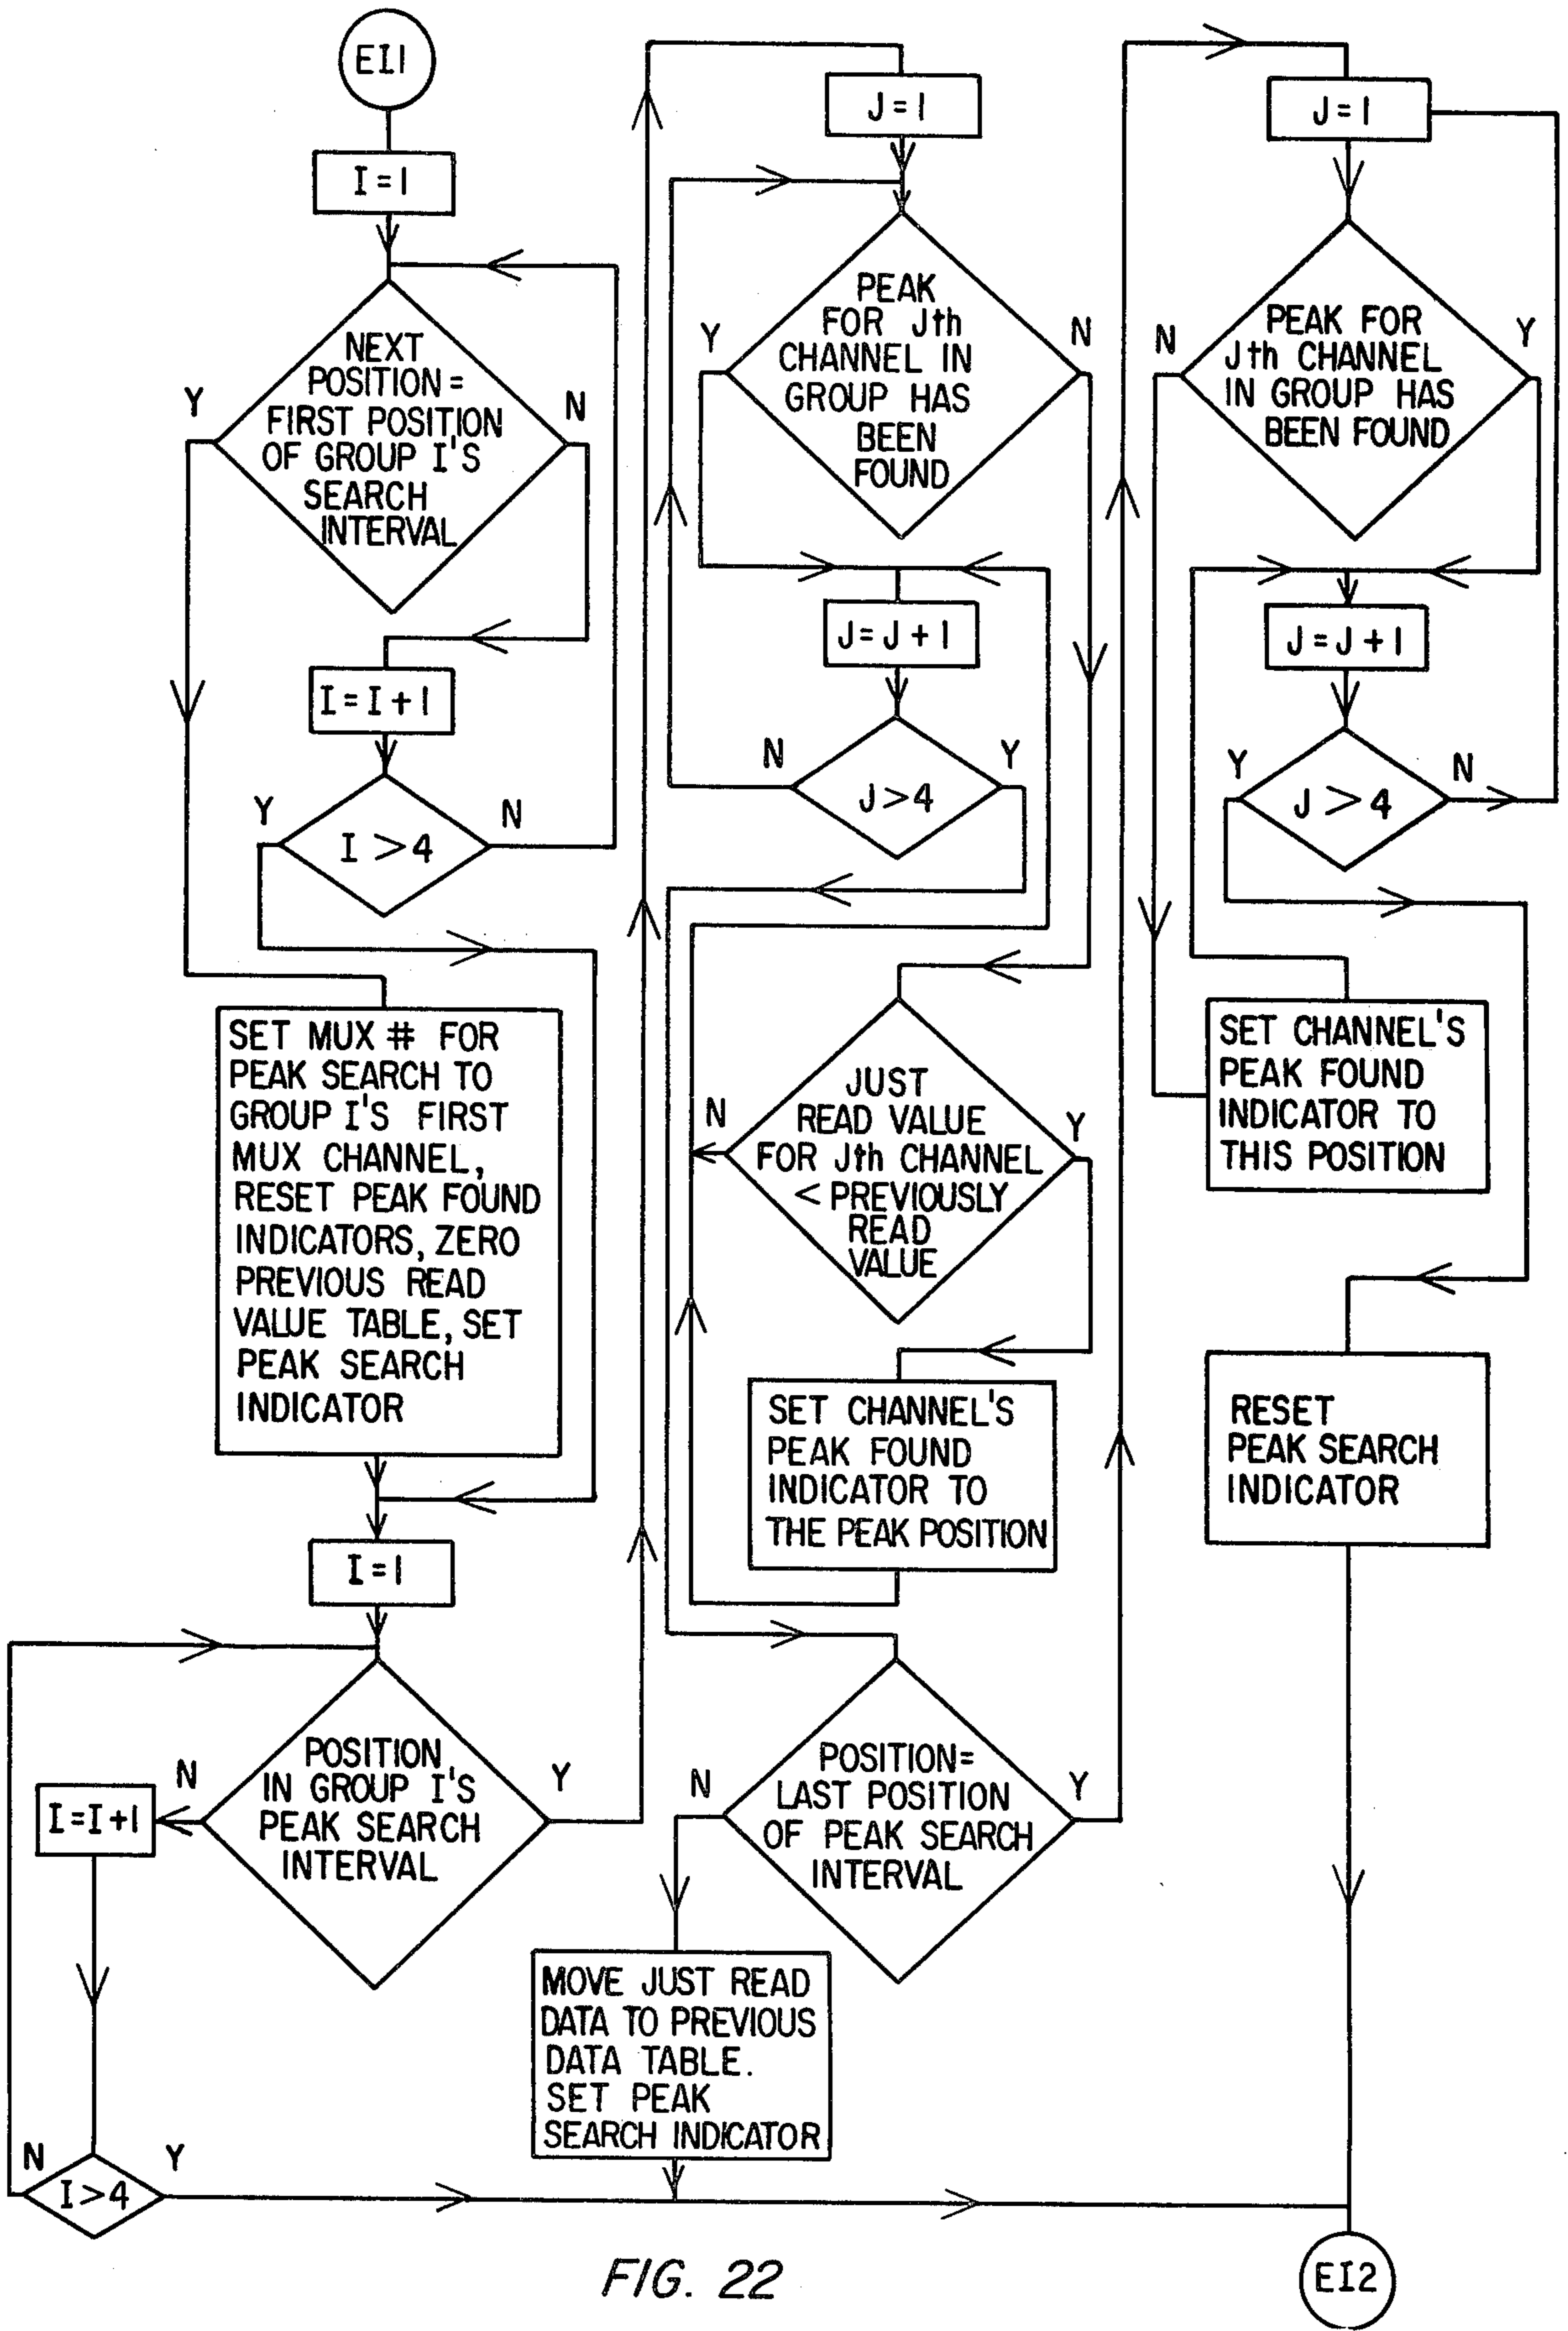 EI1
I=1
NEXT
POSITION=
FIRST POSITION
OF GROUP I'S
SEARCH
INTERVAL
Y
N
I=I+1
I>4
Y
N
SET MUX # FOR
PEAK SEARCH TO
GROUP I'S FIRST
MUX CHANNEL,
RESET PEAK FOUND
INDICATORS, ZERO
PREVIOUS READ
VALUE TABLE, SET
PEAK SEARCH
INDICATOR
I=1
POSITION
IN GROUP I'S
PEAK SEARCH
INTERVAL
N
Y
I=I+1
N
I>4
Y
J=1
PEAK
FOR Jth
CHANNEL IN
GROUP HAS
BEEN
FOUND
Y
N
J=J+1
N
J>4
Y
JUST
READ VALUE
FOR Jth CHANNEL
< PREVIOUSLY
READ
VALUE
N
Y
SET CHANNEL'S
PEAK FOUND
INDICATOR TO
THE PEAK POSITION
POSITION=
LAST POSITION
OF PEAK SEARCH
INTERVAL
N
Y
MOVE JUST READ
DATA TO PREVIOUS
DATA TABLE.
SET PEAK
SEARCH INDICATOR
J=1
PEAK FOR
Jth CHANNEL
IN GROUP HAS
BEEN FOUND
N
Y
J=J+1
Y
J>4
N
SET CHANNEL'S
PEAK FOUND
INDICATOR TO
THIS POSITION
RESET
PEAK SEARCH
INDICATOR
EI2
FIG. 22